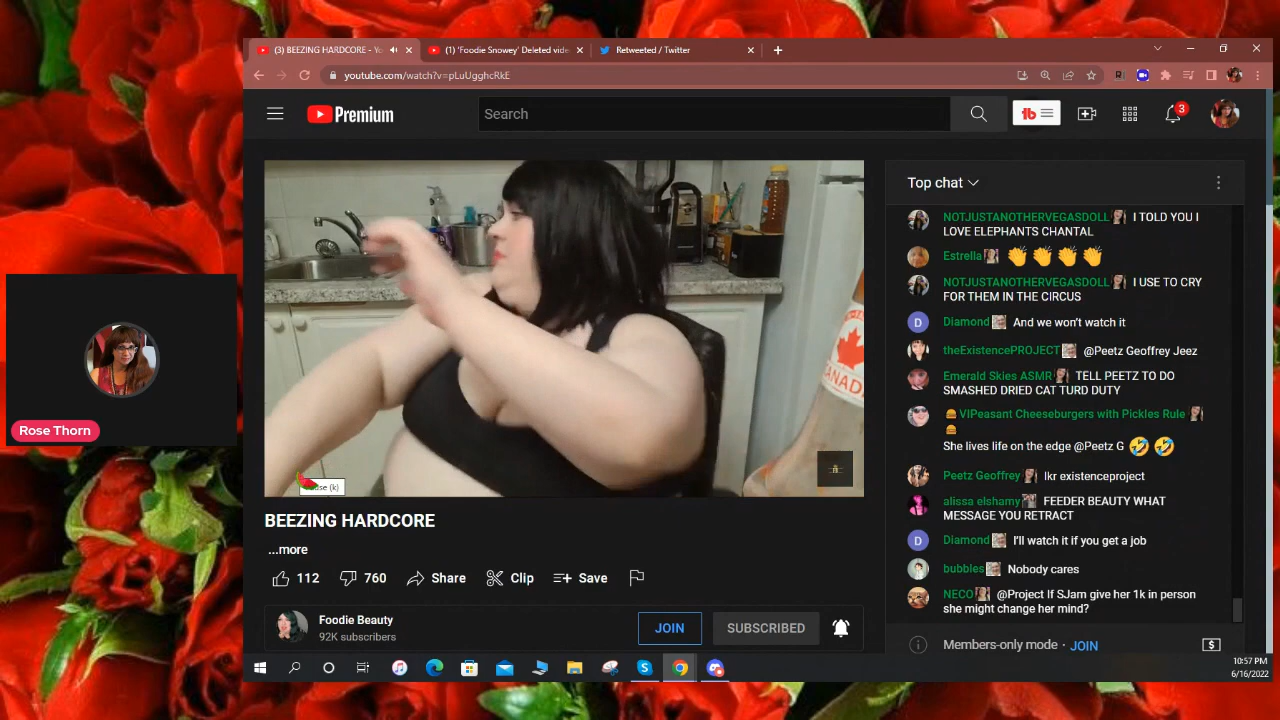 (3) BEEZING HARDCORE - Yo
(1) 'Foodie Snowey' Deleted vide
Retweeted / Twitter
youtube.com/watch?v=pLuUgghcRkE
Premium
Search
tb
3
Top chat
NOTJUSTANOTHERVEGASDOLL I TOLD YOU I
LOVE ELEPHANTS CHANTAL
Estrella 👏 👏 👏 👏
NOTJUSTANOTHERVEGASDOLL I USE TO CRY
FOR THEM IN THE CIRCUS
D
Diamond And we won't watch it
theExistencePROJECT @Peetz Geoffrey Jeez
Emerald Skies ASMR TELL PEETZ TO DO
SMASHED DRIED CAT TURD DUTY
🍔 VIPeasant Cheeseburgers with Pickles Rule
🍔
She lives life on the edge @Peetz G 🤣 🤣
Peetz Geoffrey Ikr existenceproject
alissa elshamy FEEDER BEAUTY WHAT
MESSAGE YOU RETRACT
D
Diamond I'll watch it if you get a job
bubbles Nobody cares
NECO @Project If SJam give her 1k in person
she might change her mind?
Members-only mode · JOIN
CANAD
Pause (k)
Rose Thorn
BEEZING HARDCORE
...more
112
760
Share
Clip
Save
Foodie Beauty
92K subscribers
JOIN
SUBSCRIBED
10:57 PM
6/16/2022